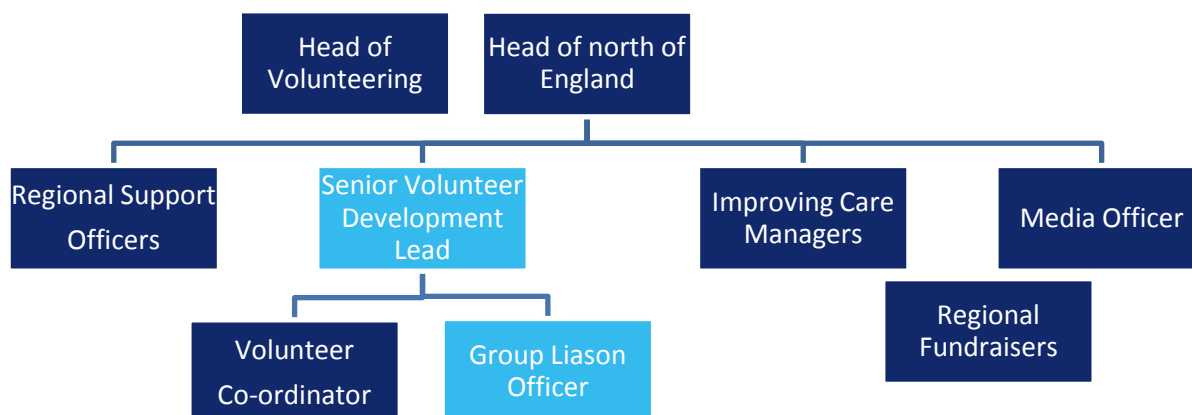 Head of
Volunteering
Head of north of
England
Regional Support
Officers
Senior Volunteer
Development
Lead
Improving Care
Managers
Media Officer
Volunteer
Co-ordinator
Group Liason
Officer
Regional
Fundraisers